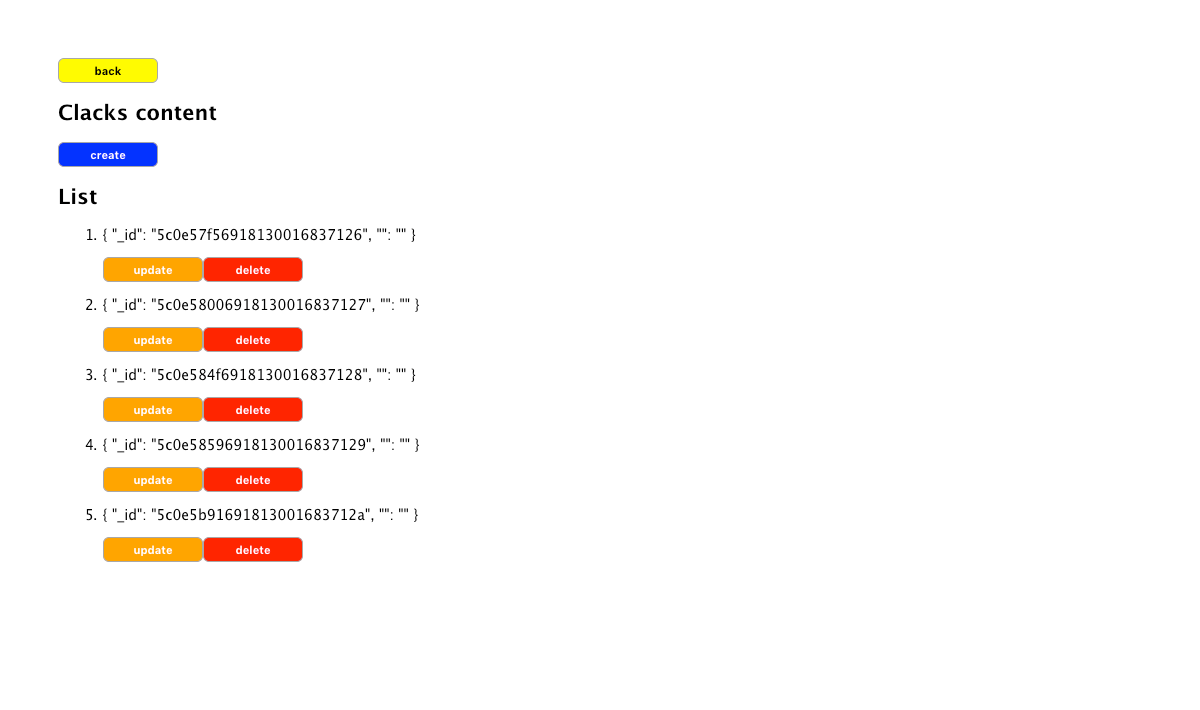 back
Clacks content
create
List
1. { "_id": "5c0e57f56918130016837126", "": "" }
update delete
2. { "_id": "5c0e58006918130016837127", "": "" }
update delete
3. { "_id": "5c0e584f6918130016837128", "": "" }
update delete
4. { "_id": "5c0e58596918130016837129", "": "" }
update delete
5. { "_id": "5c0e5b91691813001683712a", "": "" }
update delete